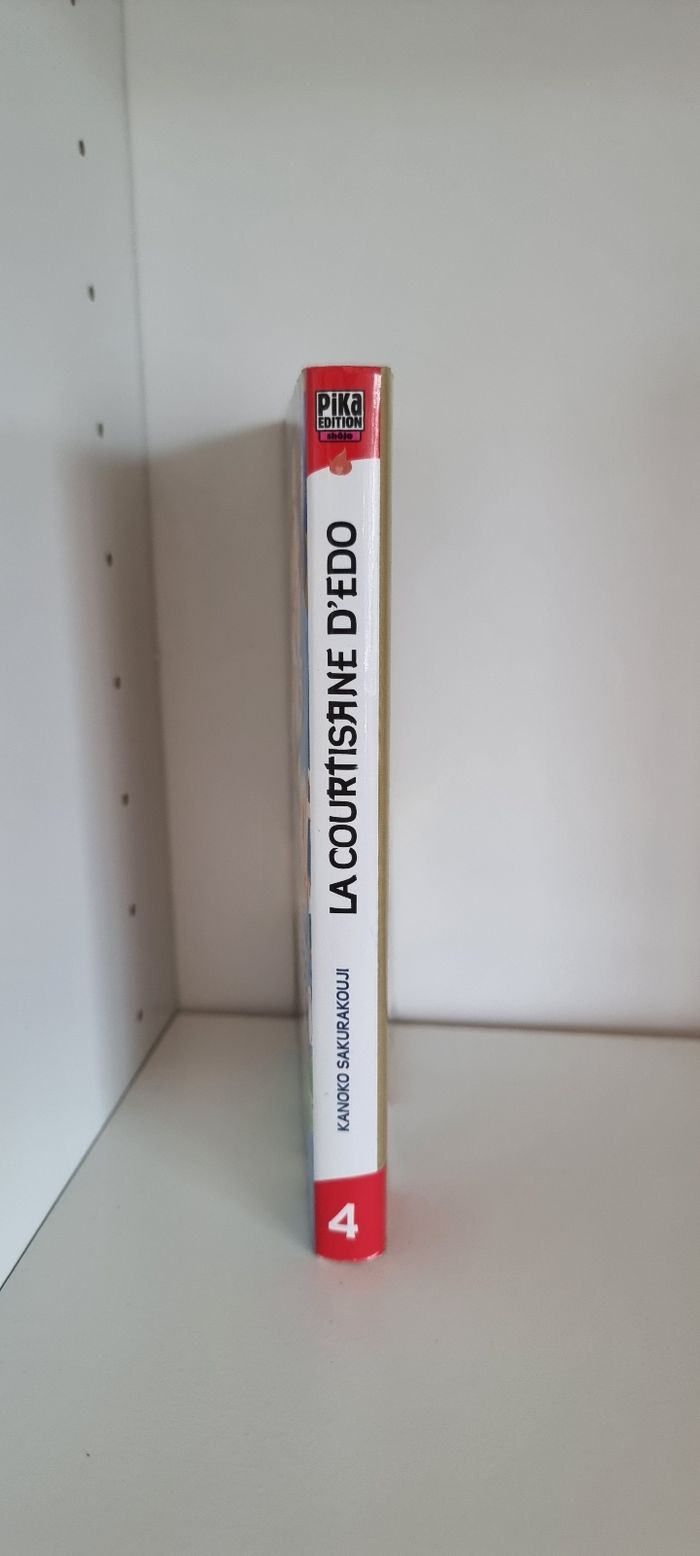 PiKa
EDITION
shôjo
LA COURTISANE D'EDO
KANOKO SAKURAKOUJI
4